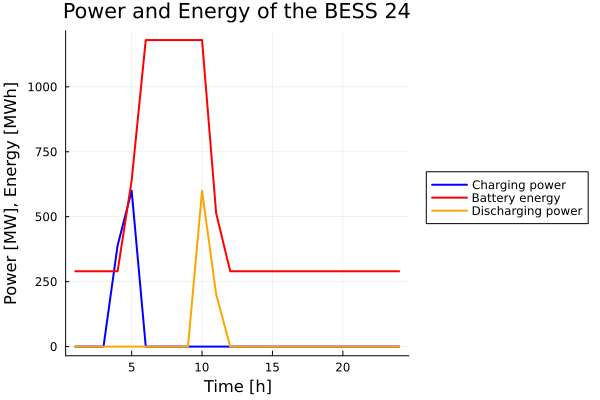 Power and Energy of the BESS 24
Power [MW], Energy [MWh]
1000
750
500
250
0
5
10
15
20
Time [h]
Charging power
Battery energy
Discharging power